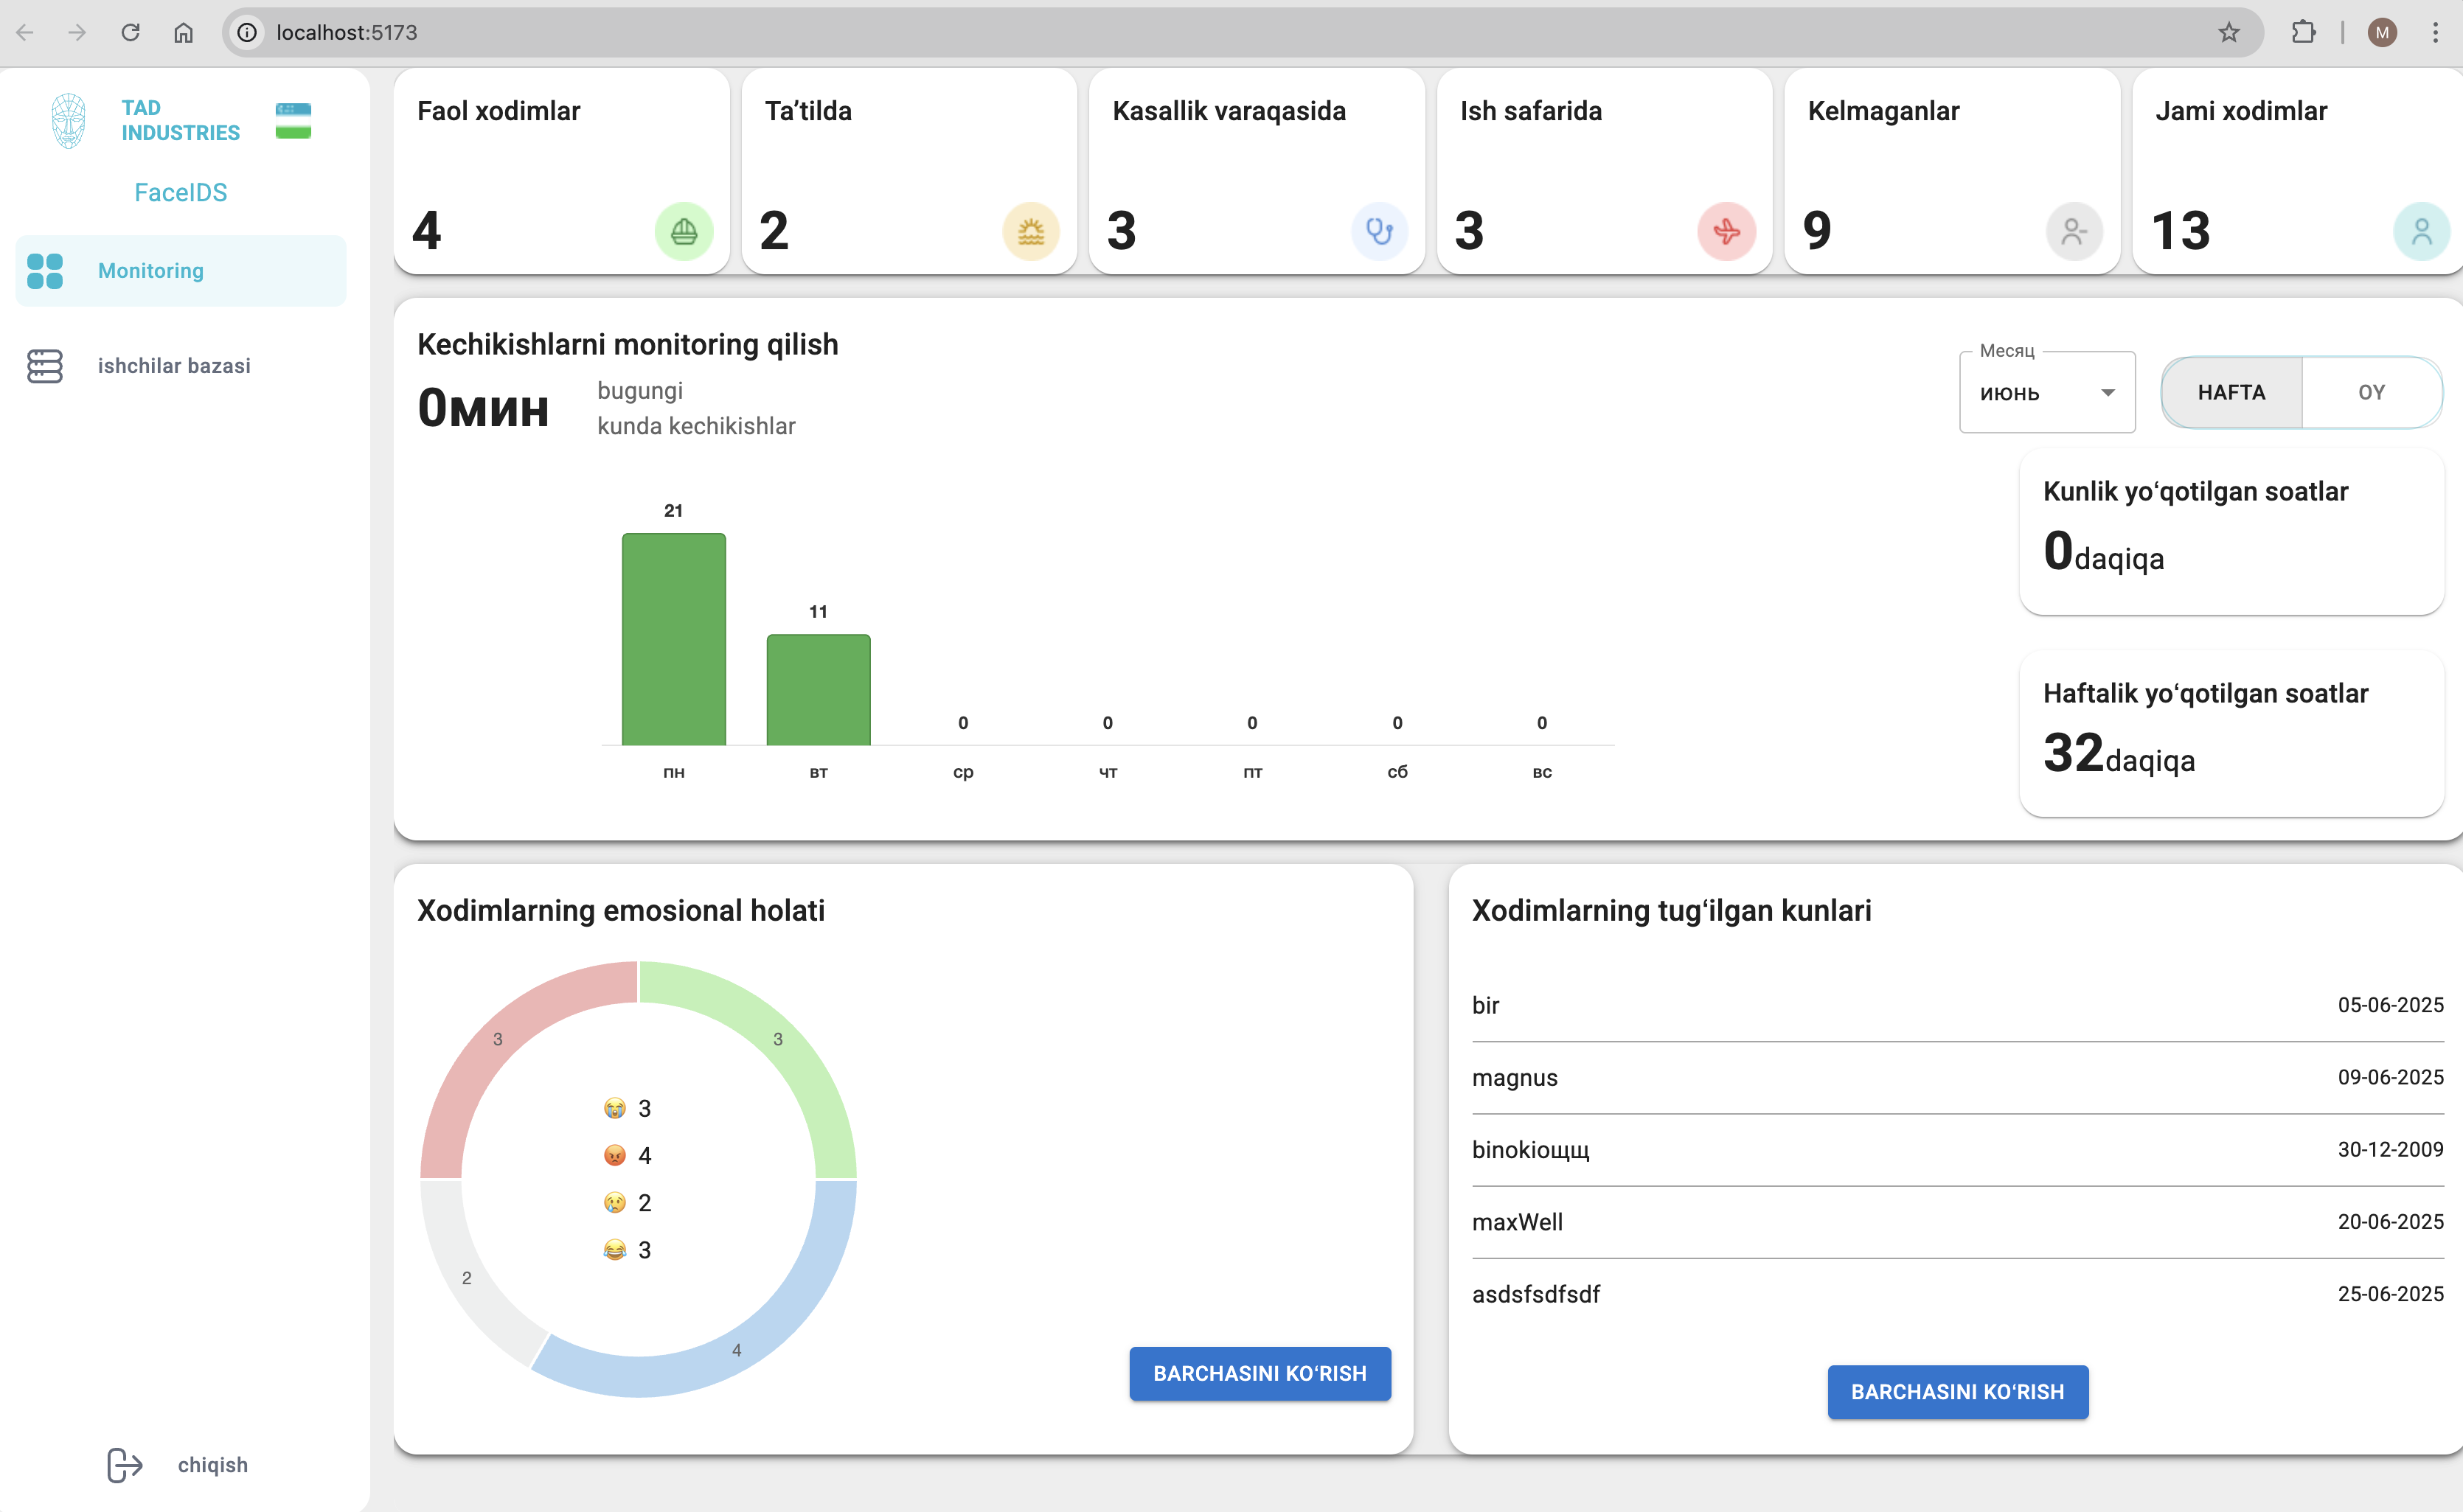 localhost:5173
M
TAD
INDUSTRIES
FaceIDS
Monitoring
ishchilar bazasi
chiqish
Faol xodimlar
4
Ta’tilda
2
Kasallik varaqasida
3
Ish safarida
3
Kelmaganlar
9
Jami xodimlar
13
Kechikishlarni monitoring qilish
0мин
bugungi
kunda kechikishlar
Месяц
июнь
HAFTA
OY
21
11
0
0
0
0
0
пн
вт
ср
чт
пт
сб
вс
Kunlik yo‘qotilgan soatlar
0daqiqa
Haftalik yo‘qotilgan soatlar
32daqiqa
Xodimlarning emosional holati
3
3
😭 3
😡 4
😢 2
😂 3
2
4
BARCHASINI KO‘RISH
Xodimlarning tug‘ilgan kunlari
bir 05-06-2025
magnus 09-06-2025
binokioщщ 30-12-2009
maxWell 20-06-2025
asdsfsdfsdf 25-06-2025
BARCHASINI KO‘RISH